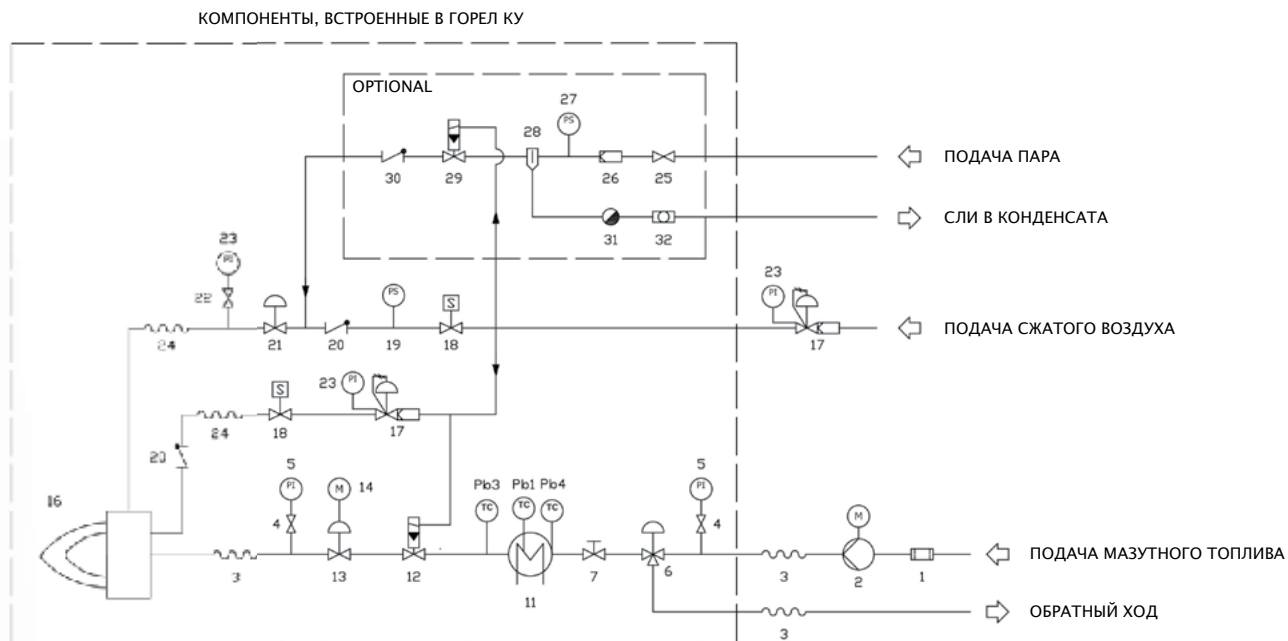 КОМПОНЕНТЫ, ВСТРОЕННЫЕ В ГОРЕЛ КУ
OPTIONAL
27
PS
28
30
29
26
25
ПОДАЧА ПАРА
31
32
СЛИ В КОНДЕНСАТА
23
PI
22
PS
S
23
PI
24
21
20
19
18
17
ПОДАЧА СЖАТОГО ВОЗДУХА
S
23
PI
24
18
17
20
16
5
PI
4
14
M
Pb3
Pb1
Pb4
TC
TC
TC
5
PI
4
M
3
13
12
11
7
6
3
2
1
ПОДАЧА МАЗУТНОГО ТОПЛИВА
3
ОБРАТНЫЙ ХОД